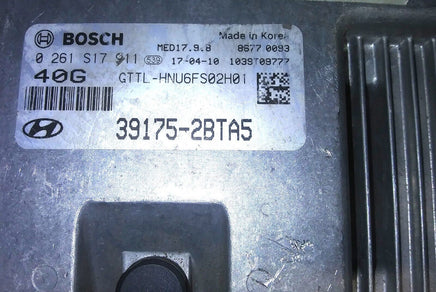 BOSCH Made in Korea
MED17.9.8 8677 0093
0 261 S17 911 539 17-04-10 1039T09777
40G GTTL-HNU6FS02H01
39175-2BTA5